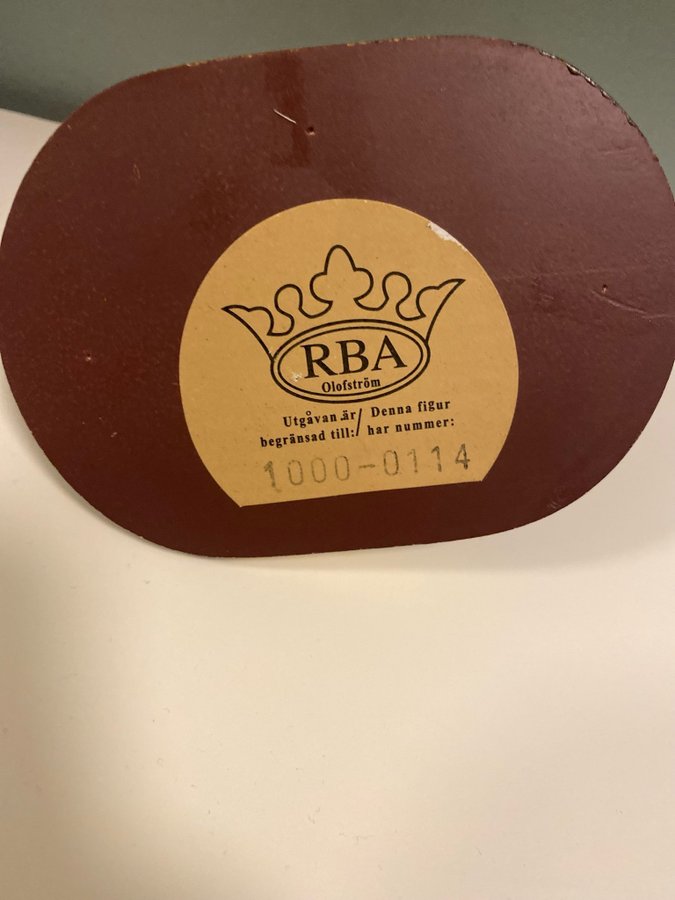 RBA
Olofström
Utgåvan är / Denna figur
begränsad till: / har nummer:
1000-0114